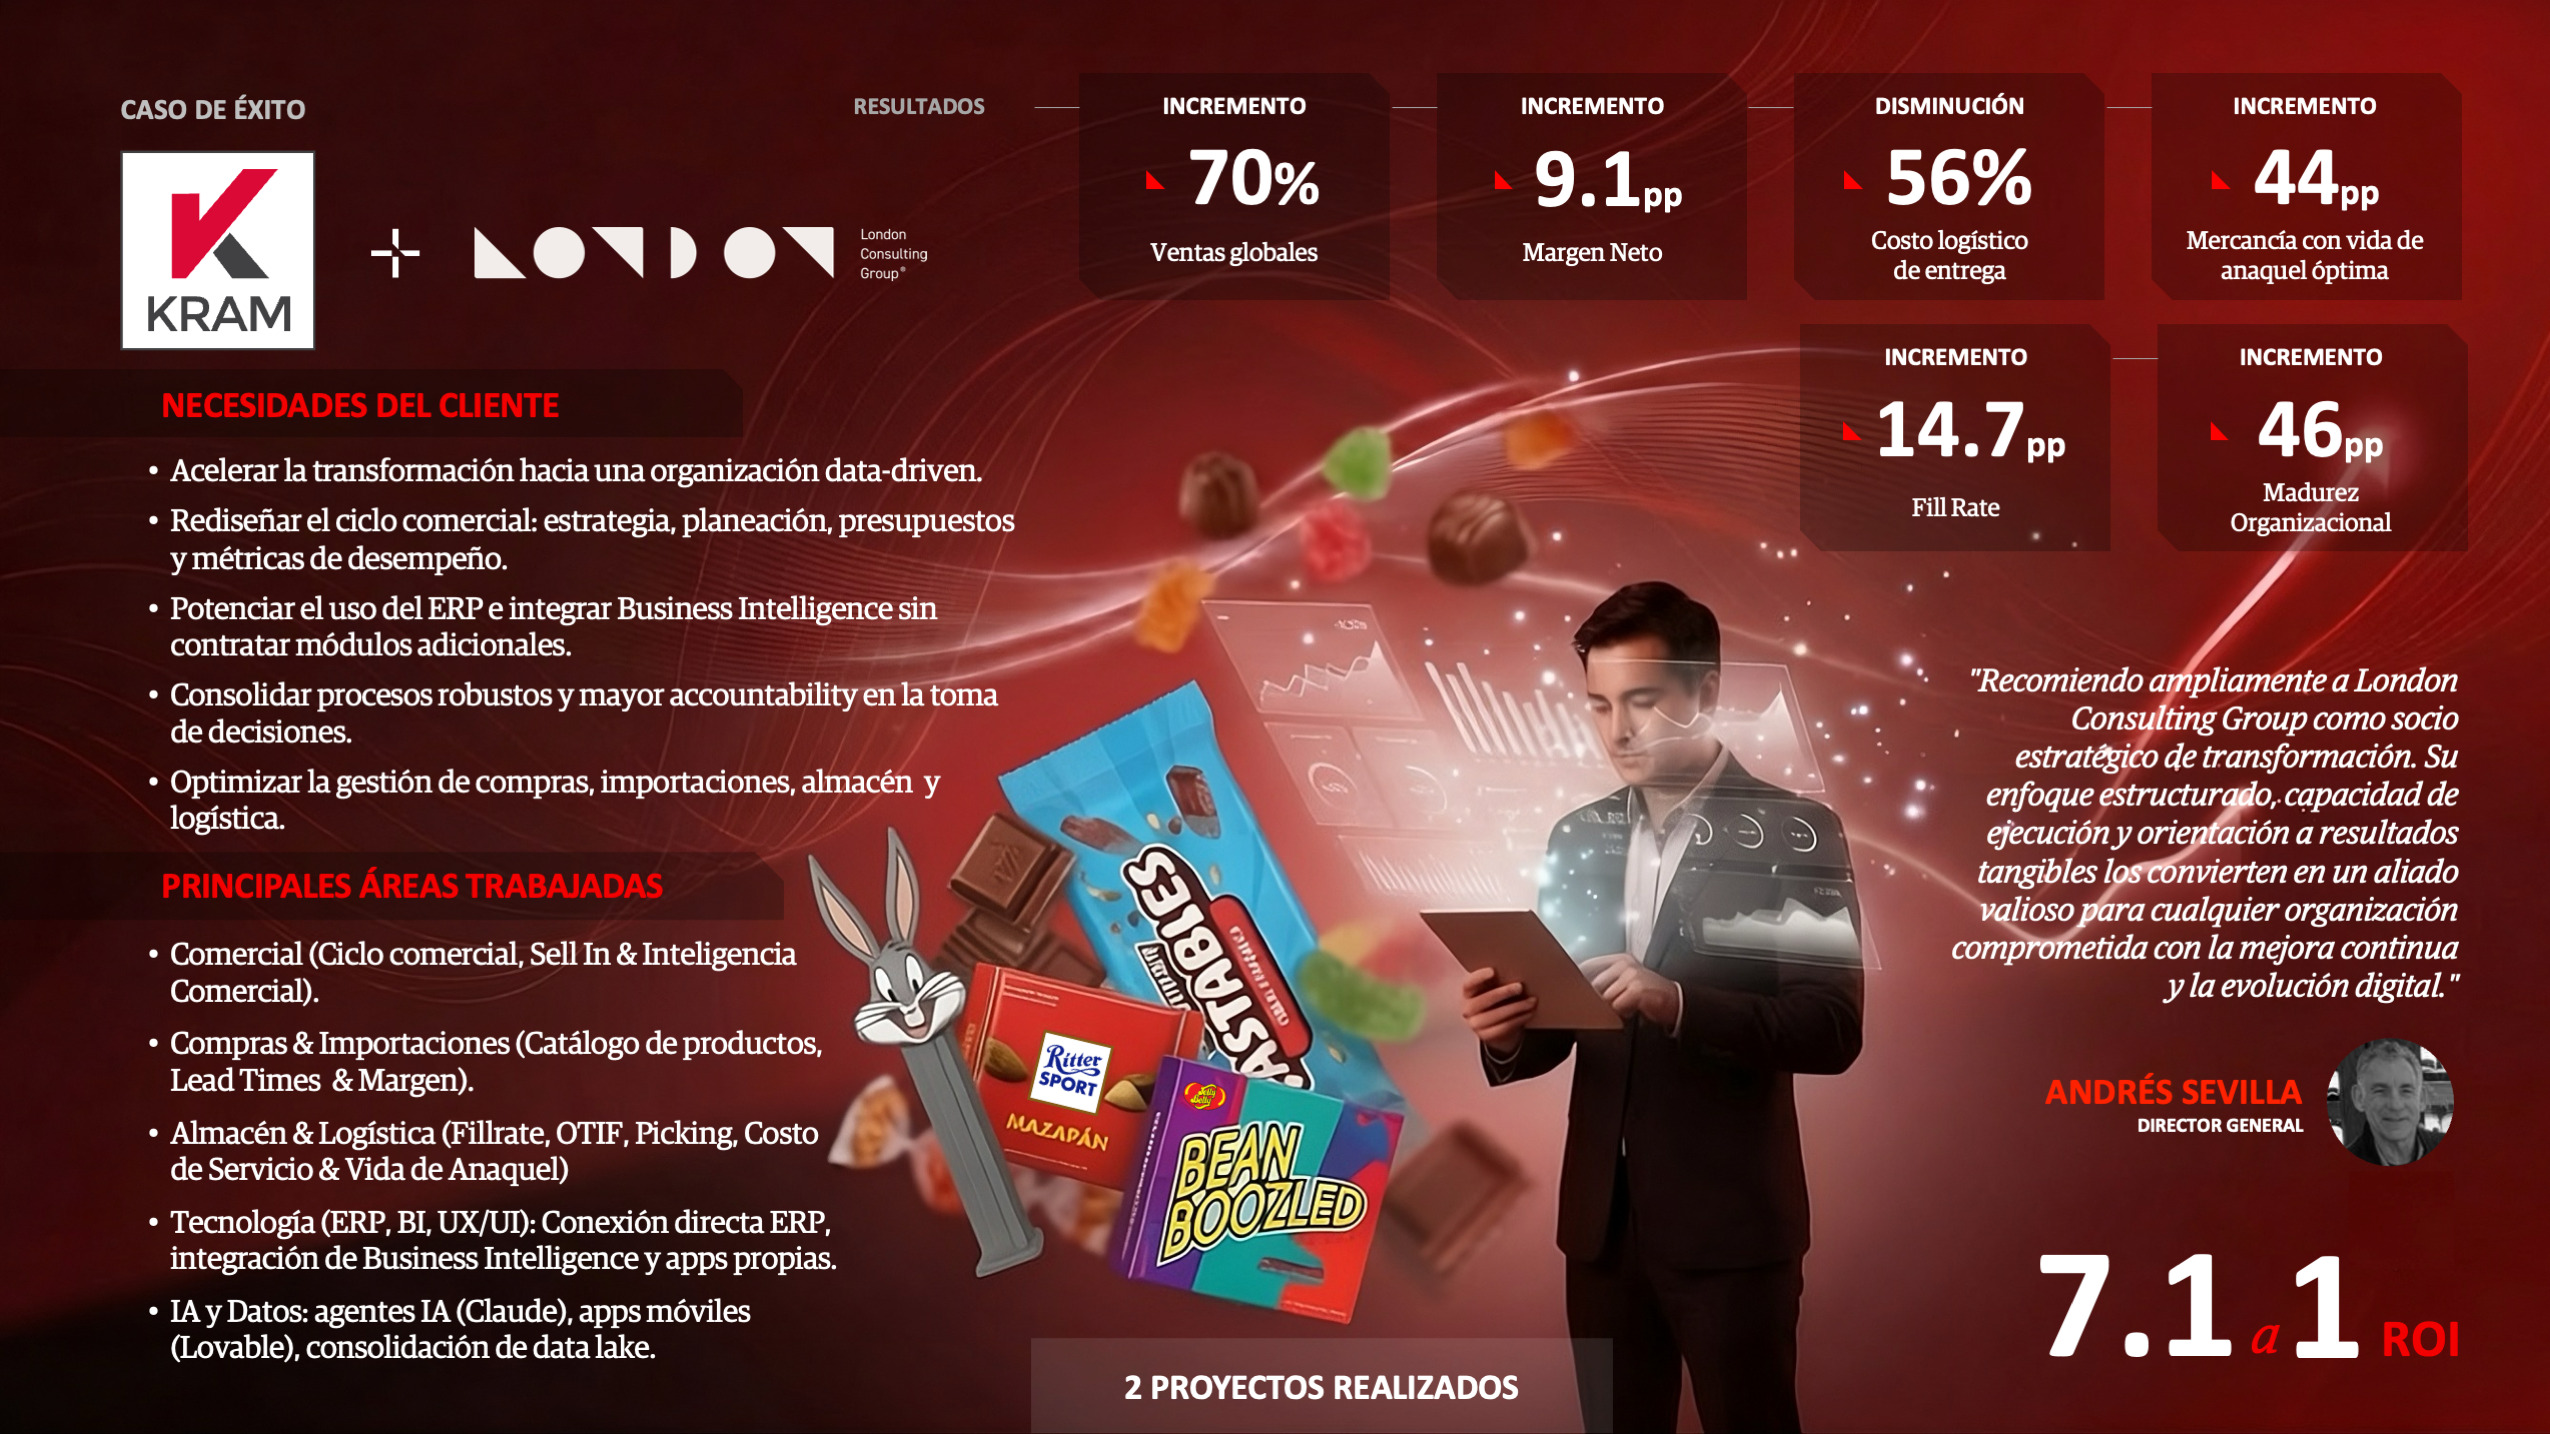 CASO DE ÉXITO
KRAM
London
Consulting
Group®
RESULTADOS
INCREMENTO
70%
Ventas globales
INCREMENTO
9.1pp
Margen Neto
DISMINUCIÓN
56%
Costo logístico
de entrega
INCREMENTO
44pp
Mercancía con vida de
anaquel óptima
INCREMENTO
14.7pp
Fill Rate
INCREMENTO
46pp
Madurez
Organizacional
NECESIDADES DEL CLIENTE
• Acelerar la transformación hacia una organización data-driven.
• Rediseñar el ciclo comercial: estrategia, planeación, presupuestos
y métricas de desempeño.
• Potenciar el uso del ERP e integrar Business Intelligence sin
contratar módulos adicionales.
• Consolidar procesos robustos y mayor accountability en la toma
de decisiones.
• Optimizar la gestión de compras, importaciones, almacén y
logística.
PRINCIPALES ÁREAS TRABAJADAS
• Comercial (Ciclo comercial, Sell In & Inteligencia
Comercial).
• Compras & Importaciones (Catálogo de productos,
Lead Times & Margen).
• Almacén & Logística (Fillrate, OTIF, Picking, Costo
de Servicio & Vida de Anaquel)
• Tecnología (ERP, BI, UX/UI): Conexión directa ERP,
integración de Business Intelligence y apps propias.
• IA y Datos: agentes IA (Claude), apps móviles
(Lovable), consolidación de data lake.
Ritter
SPORT
MAZAPÁN
Jelly
Belly
BEAN
BOOZLED
"Recomiendo ampliamente a London
Consulting Group como socio
estratégico de transformación. Su
enfoque estructurado, capacidad de
ejecución y orientación a resultados
tangibles los convierten en un aliado
valioso para cualquier organización
comprometida con la mejora continua
y la evolución digital."
ANDRÉS SEVILLA
DIRECTOR GENERAL
7.1 a 1 ROI
2 PROYECTOS REALIZADOS